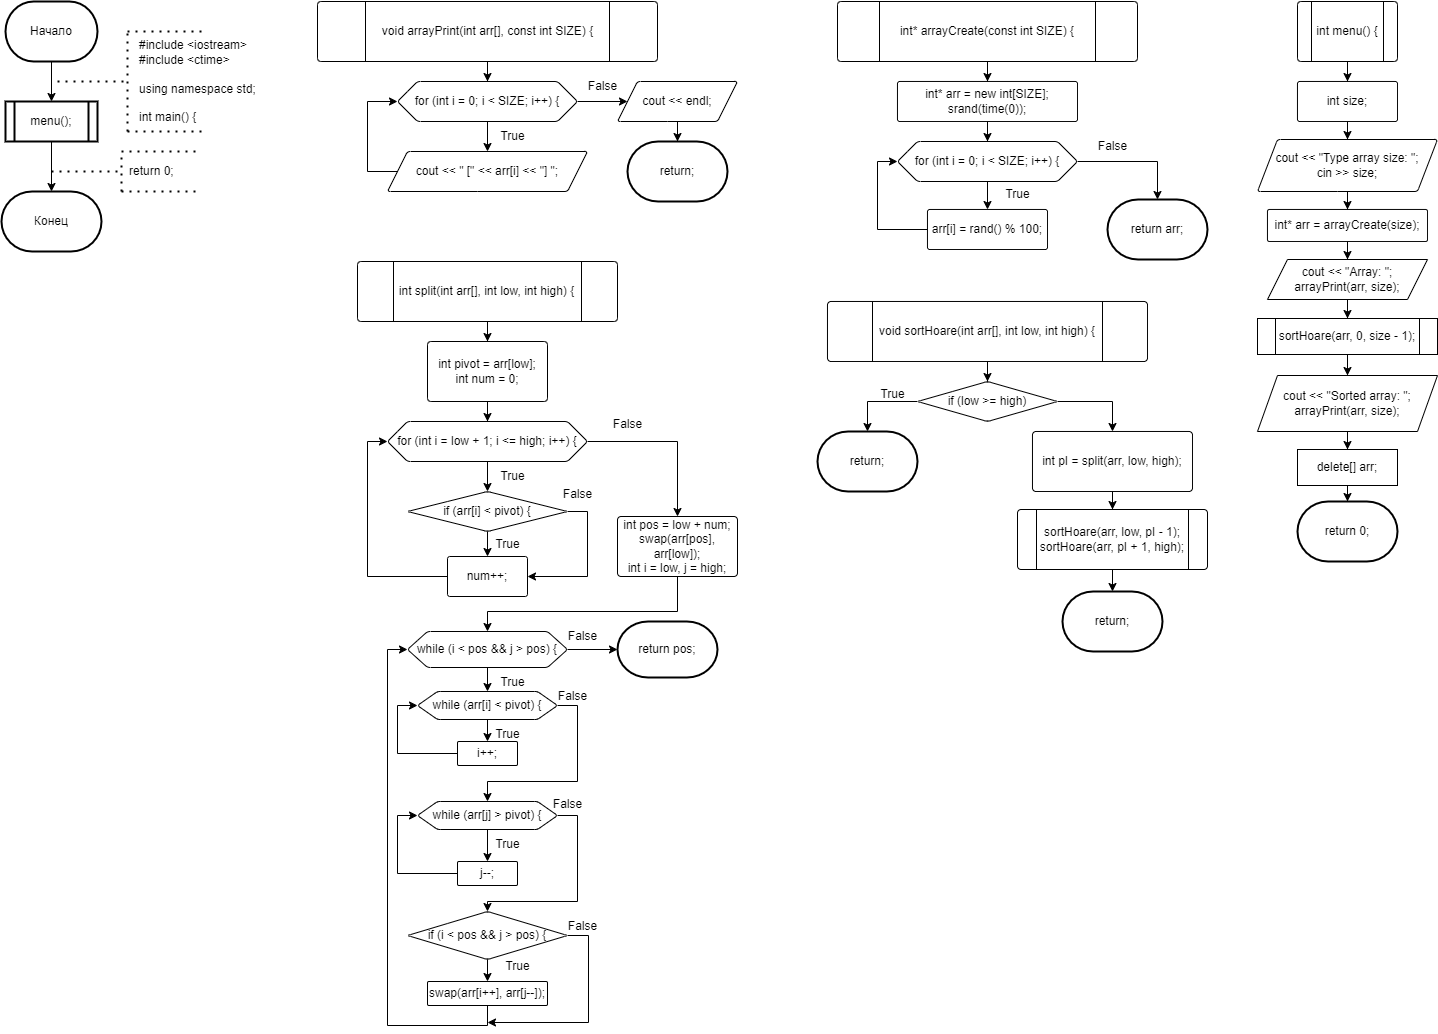 Начало
#include <iostream>
#include <ctime>
using namespace std;
int main() {
menu();
return 0;
Конец
void arrayPrint(int arr[], const int SIZE) {
for (int i = 0; i < SIZE; i++) {
False
cout << endl;
True
cout << " [" << arr[i] << "] ";
return;
int split(int arr[], int low, int high) {
int pivot = arr[low];
int num = 0;
for (int i = low + 1; i <= high; i++) {
False
True
if (arr[i] < pivot) {
False
True
num++;
int pos = low + num;
swap(arr[pos],
arr[low]);
int i = low, j = high;
while (i < pos && j > pos) {
False
return pos;
True
while (arr[i] < pivot) {
False
True
i++;
while (arr[j] > pivot) {
False
True
j--;
if (i < pos && j > pos) {
False
True
swap(arr[i++], arr[j--]);
int* arrayCreate(const int SIZE) {
int* arr = new int[SIZE];
srand(time(0));
for (int i = 0; i < SIZE; i++) {
False
True
arr[i] = rand() % 100;
return arr;
void sortHoare(int arr[], int low, int high) {
if (low >= high)
True
return;
int pl = split(arr, low, high);
sortHoare(arr, low, pl - 1);
sortHoare(arr, pl + 1, high);
return;
int menu() {
int size;
cout << "Type array size: ";
cin >> size;
int* arr = arrayCreate(size);
cout << "Array: ";
arrayPrint(arr, size);
sortHoare(arr, 0, size - 1);
cout << "Sorted array: ";
arrayPrint(arr, size);
delete[] arr;
return 0;